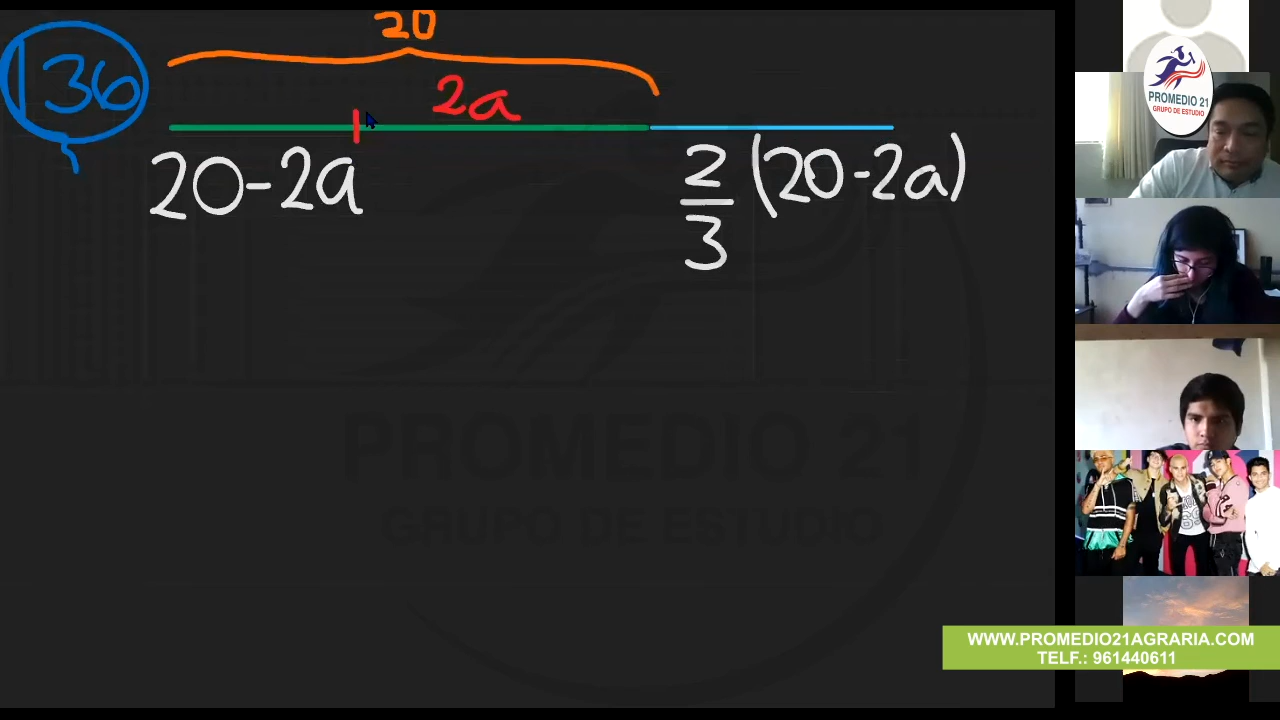 136
20
2a
20-2a
2/3 (20-2a)
PROMEDIO 21
GRUPO DE ESTUDIO
PROMEDIO 21
GRUPO DE ESTUDIO
WWW.PROMEDIO21AGRARIA.COM
TELF.: 961440611